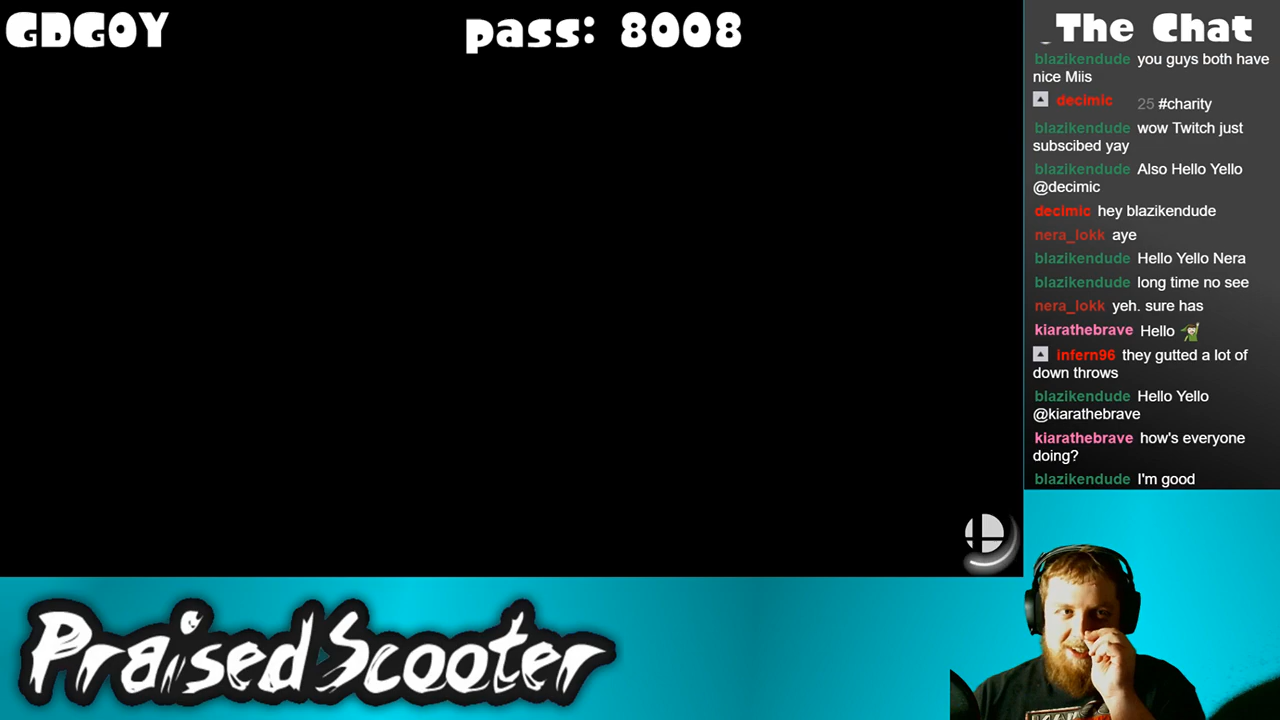 GDGOY
pass: 8008
The Chat
blazikendude you guys both have
nice Miis
decimic 25 #charity
blazikendude wow Twitch just
subscibed yay
blazikendude Also Hello Yello
@decimic
decimic hey blazikendude
nera_lokk aye
blazikendude Hello Yello Nera
blazikendude long time no see
nera_lokk yeh. sure has
kiarathebrave Hello
infern96 they gutted a lot of
down throws
blazikendude Hello Yello
@kiarathebrave
kiarathebrave how's everyone
doing?
blazikendude I'm good
PraisedScooter